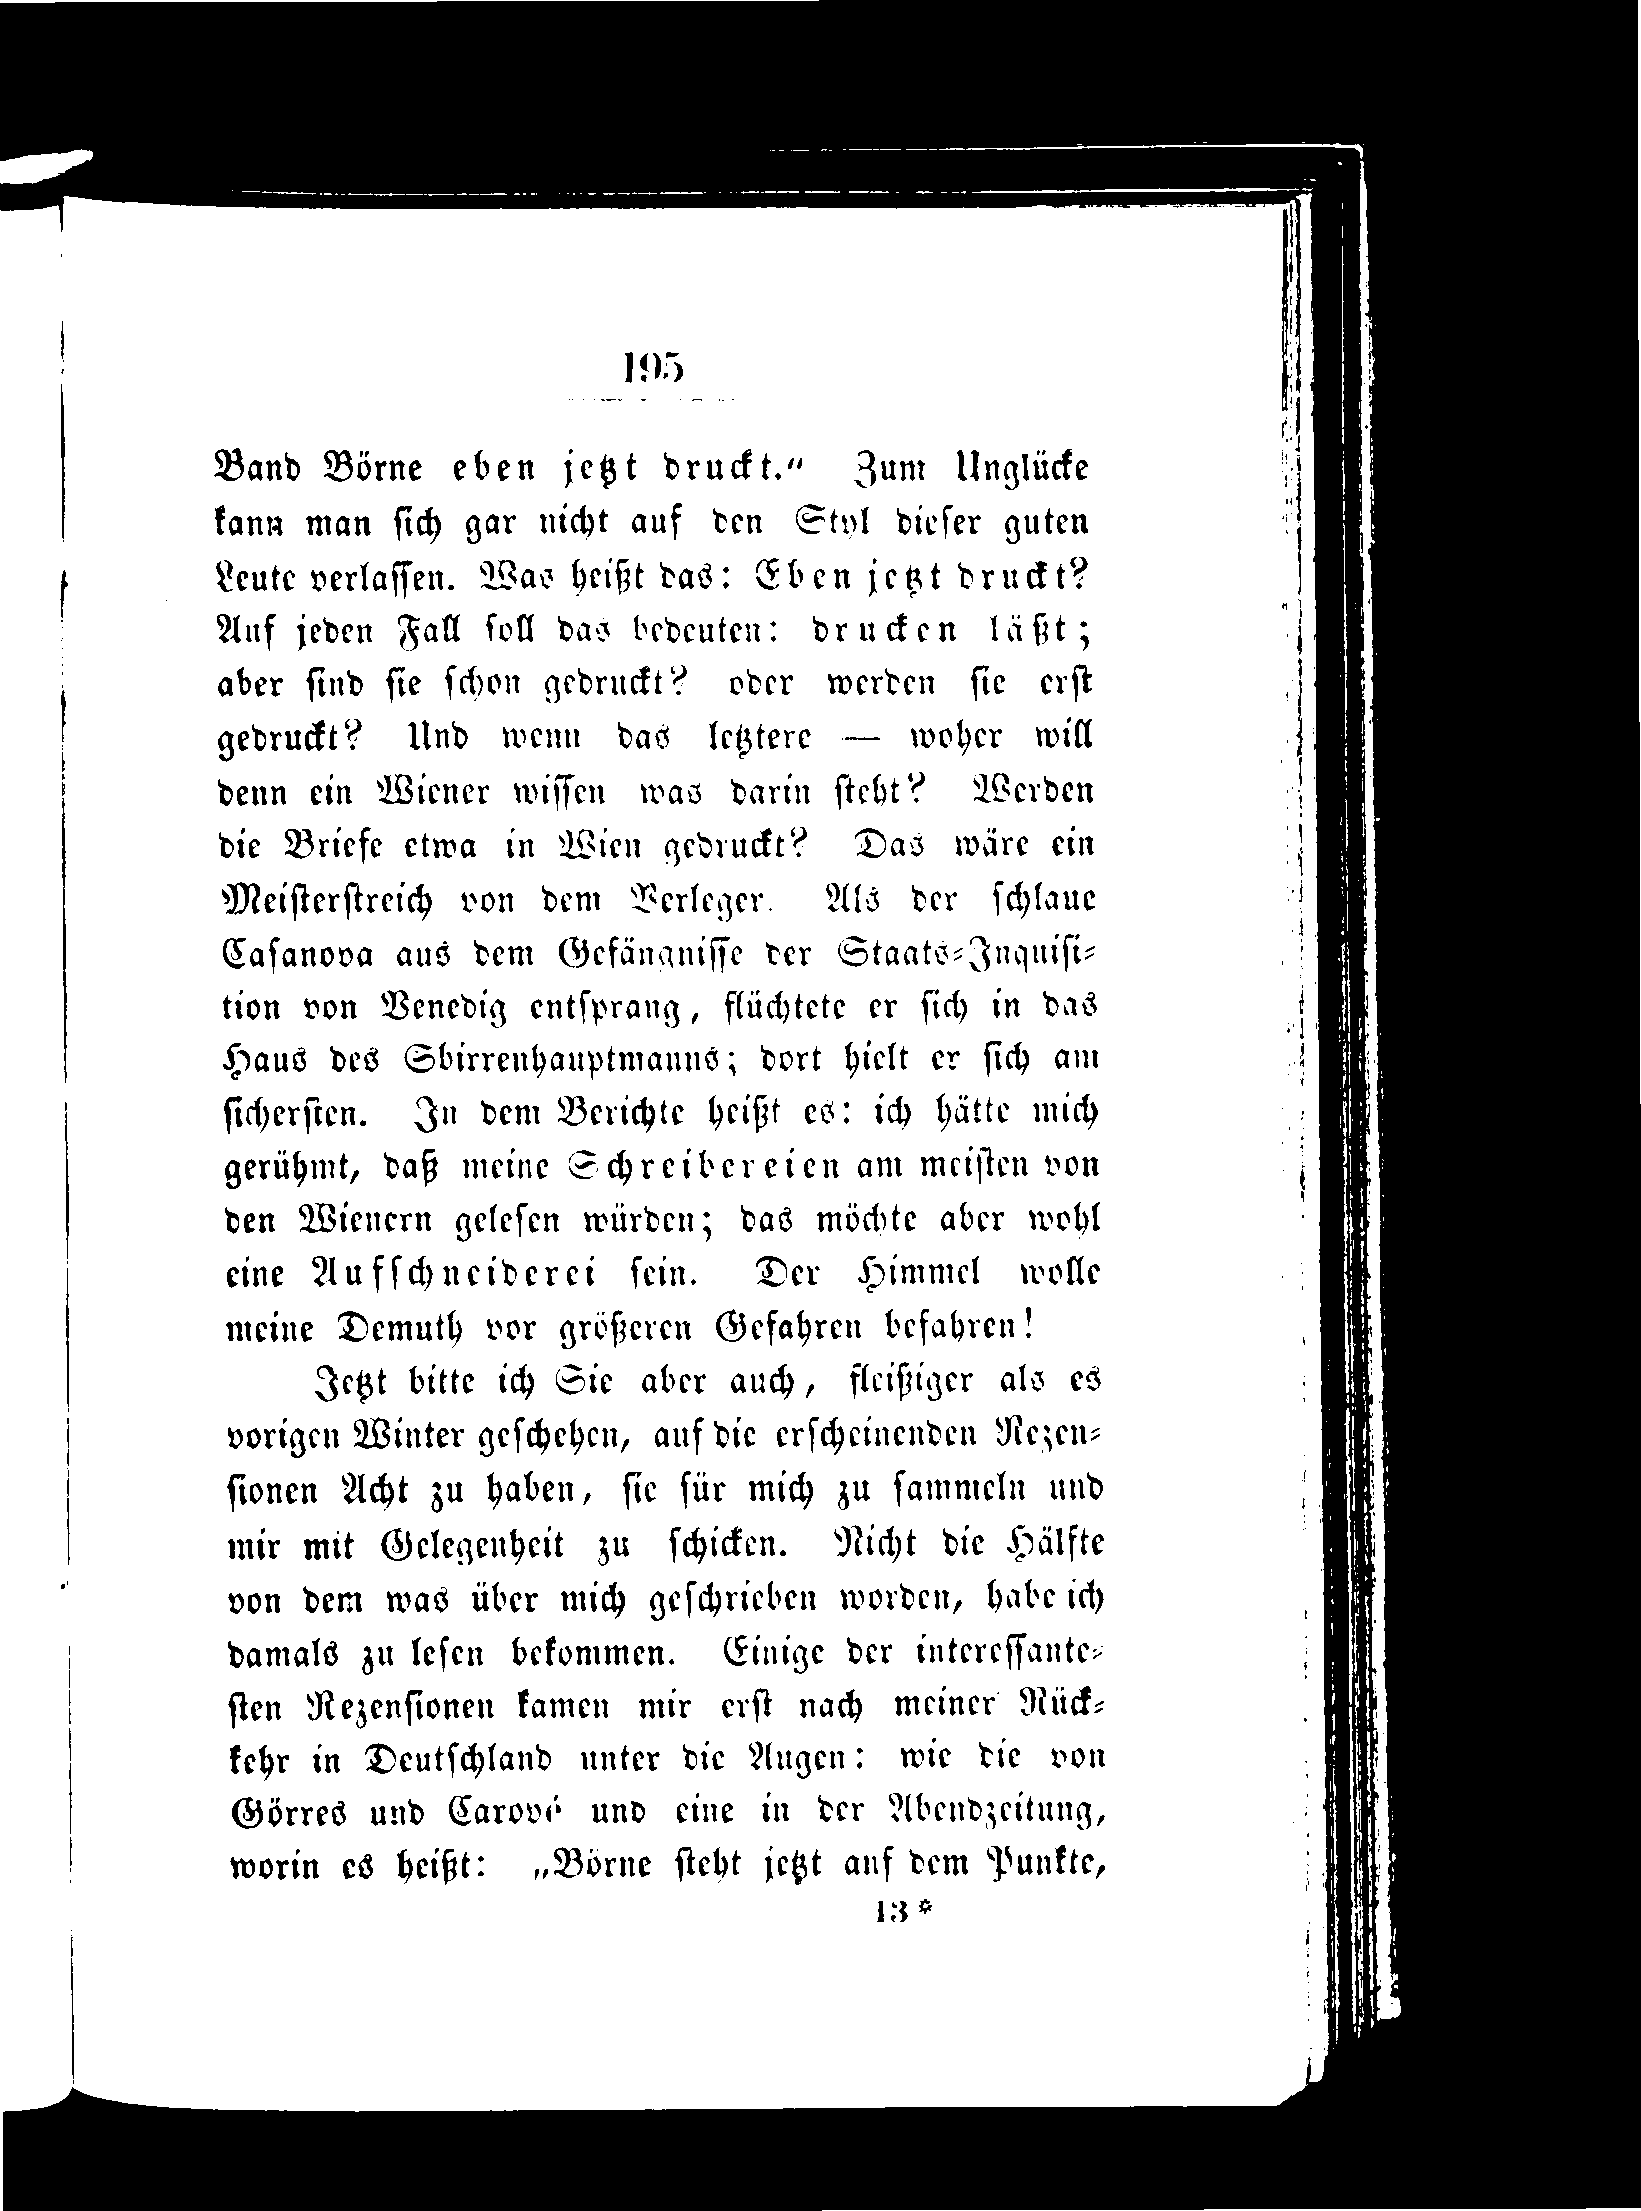 195
Band Börne eben jetzt druckt.“ Zum Unglücke
kann man sich gar nicht auf den Styl dieser guten
Leute verlassen. Was heißt das: Eben jetzt druckt?
Auf jeden Fall soll das bedeuten: drucken läßt;
aber sind sie schon gedruckt? oder werden sie erst
gedruckt? Und wenn das letztere — woher will
denn ein Wiener wissen was darin steht? Werden
die Briefe etwa in Wien gedruckt? Das wäre ein
Meisterstreich von dem Verleger. Als der schlaue
Casanova aus dem Gefängnisse der Staats-Inquisi-
tion von Venedig entsprang, flüchtete er sich in das
Haus des Sbirrenhauptmanns; dort hielt er sich am
sichersten. In dem Berichte heißt es: ich hätte mich
gerühmt, daß meine Schreibereien am meisten von
den Wienern gelesen würden; das möchte aber wohl
eine Aufschneiderei sein. Der Himmel wolle
meine Demuth vor größeren Gefahren befahren!
Jetzt bitte ich Sie aber auch, fleißiger als es
vorigen Winter geschehen, auf die erscheinenden Rezen-
sionen Acht zu haben, sie für mich zu sammeln und
mir mit Gelegenheit zu schicken. Nicht die Hälfte
von dem was über mich geschrieben worden, habe ich
damals zu lesen bekommen. Einige der interessante-
sten Rezensionen kamen mir erst nach meiner Rück-
kehr in Deutschland unter die Augen: wie die von
Görres und Carové und eine in der Abendzeitung,
worin es heißt: „Börne steht jetzt auf dem Punkte,
13*